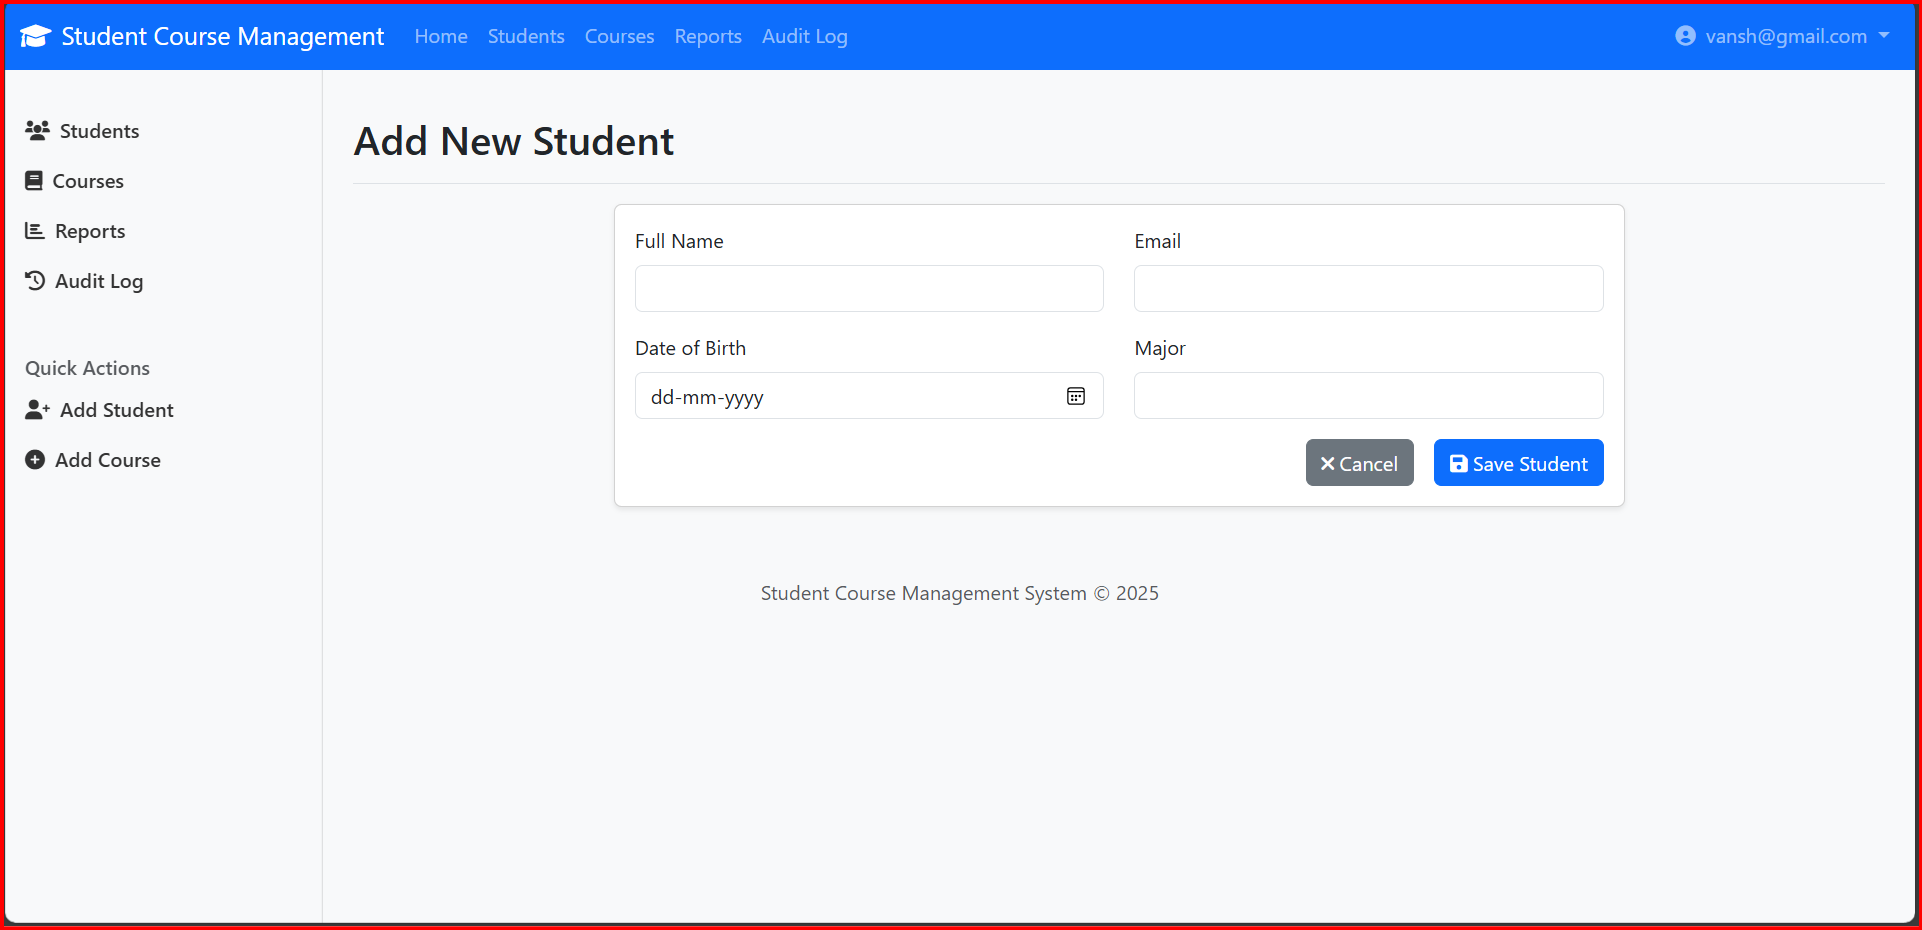 Student Course Management Home Students Courses Reports Audit Log vansh@gmail.com
Students
Courses
Reports
Audit Log
Quick Actions
Add Student
Add Course
Add New Student
Full Name Email
Date of Birth Major
dd-mm-yyyy
Cancel Save Student
Student Course Management System © 2025